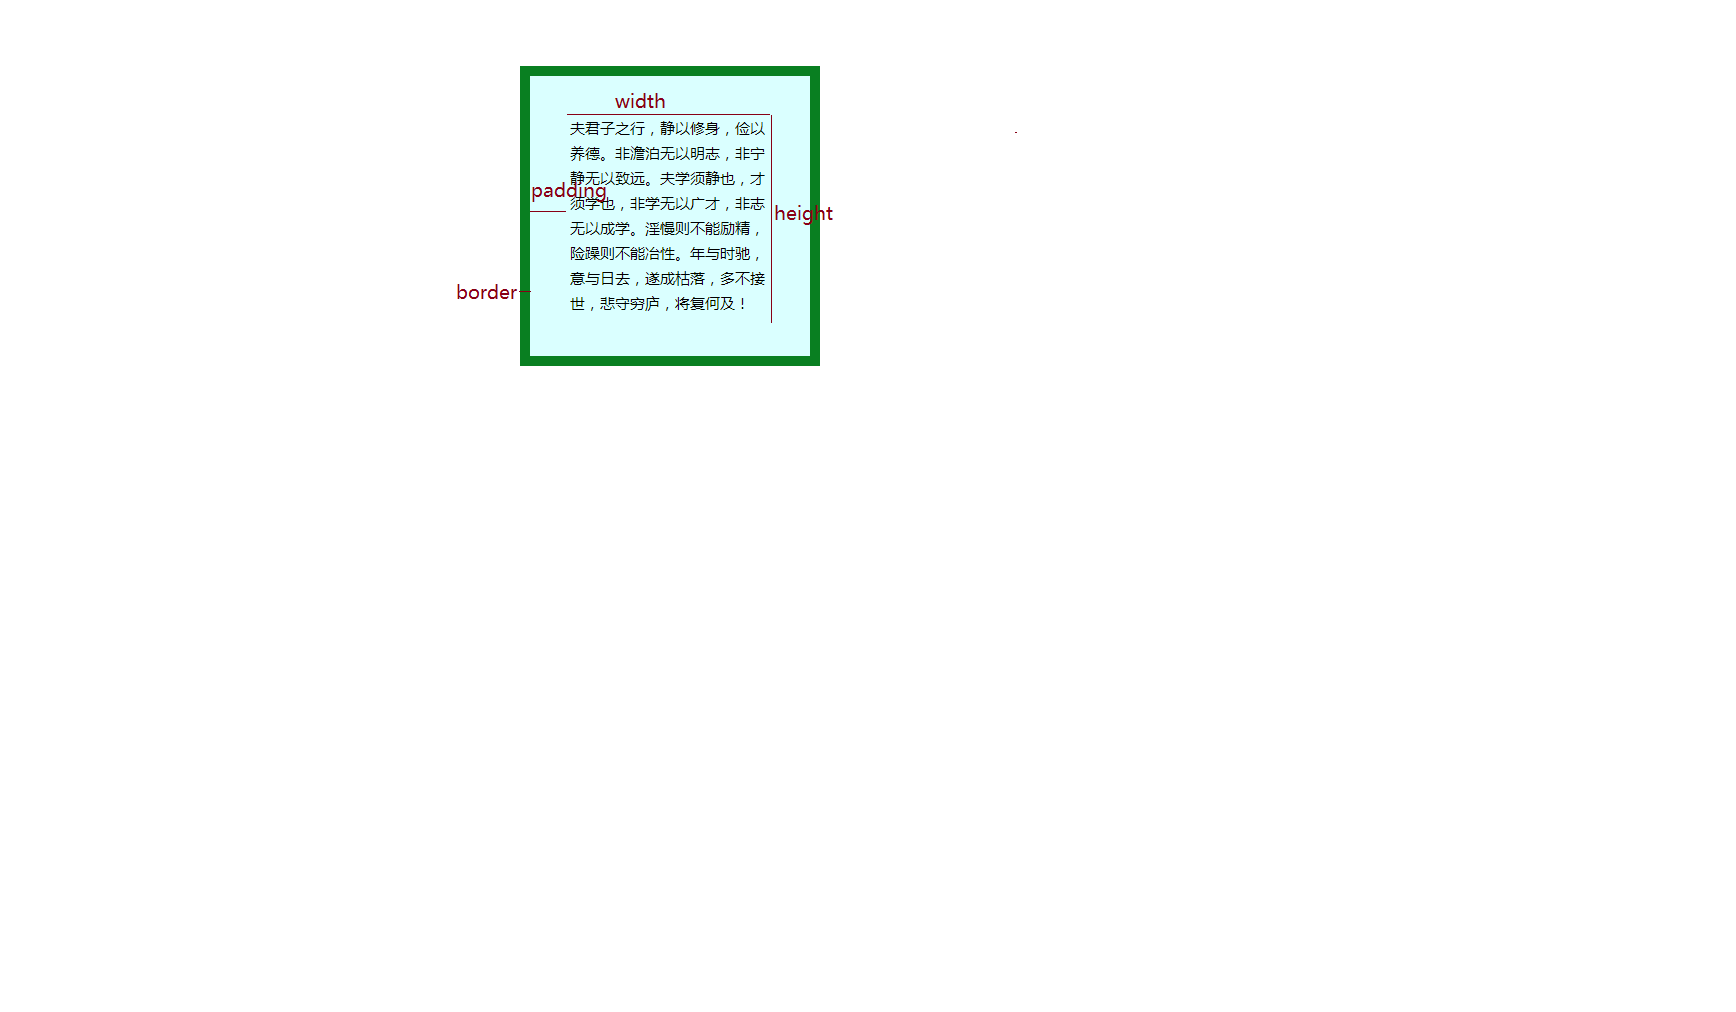 width
夫君子之行，静以修身，俭以
养德。非澹泊无以明志，非宁
静无以致远。夫学须静也，才
padding
须学也，非学无以广才，非志
height
无以成学。淫慢则不能励精，
险躁则不能冶性。年与时驰，
意与日去，遂成枯落，多不接
border
世，悲守穷庐，将复何及！